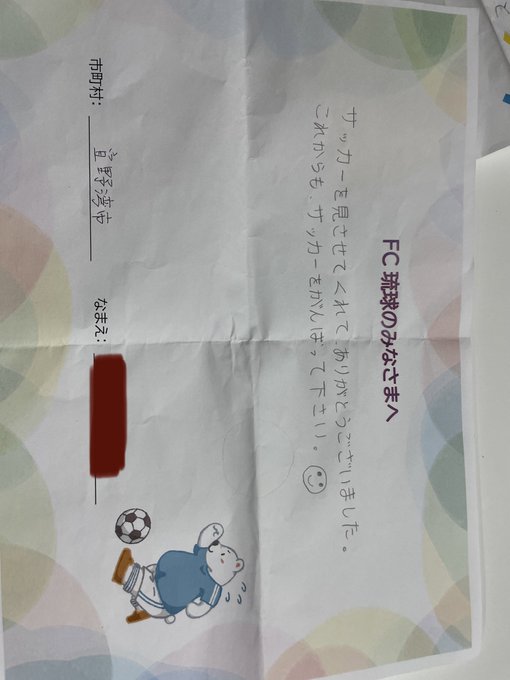 FC 琉球のみなさまへ
サッカーを見させてくれて、ありがとうございました。
これからも、サッカーをがんばって下さい。
市町村: 宜野湾市
なまえ:
と